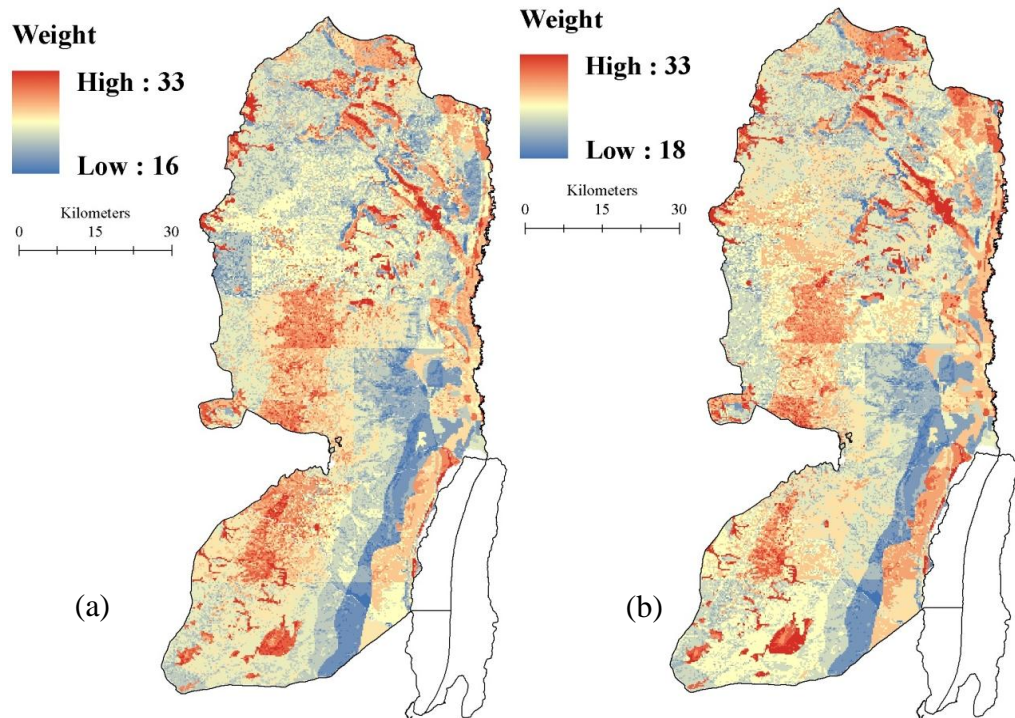 Weight
High : 33
Low : 16
Kilometers
0 15 30
(a)
Weight
High : 33
Low : 18
Kilometers
0 15 30
(b)